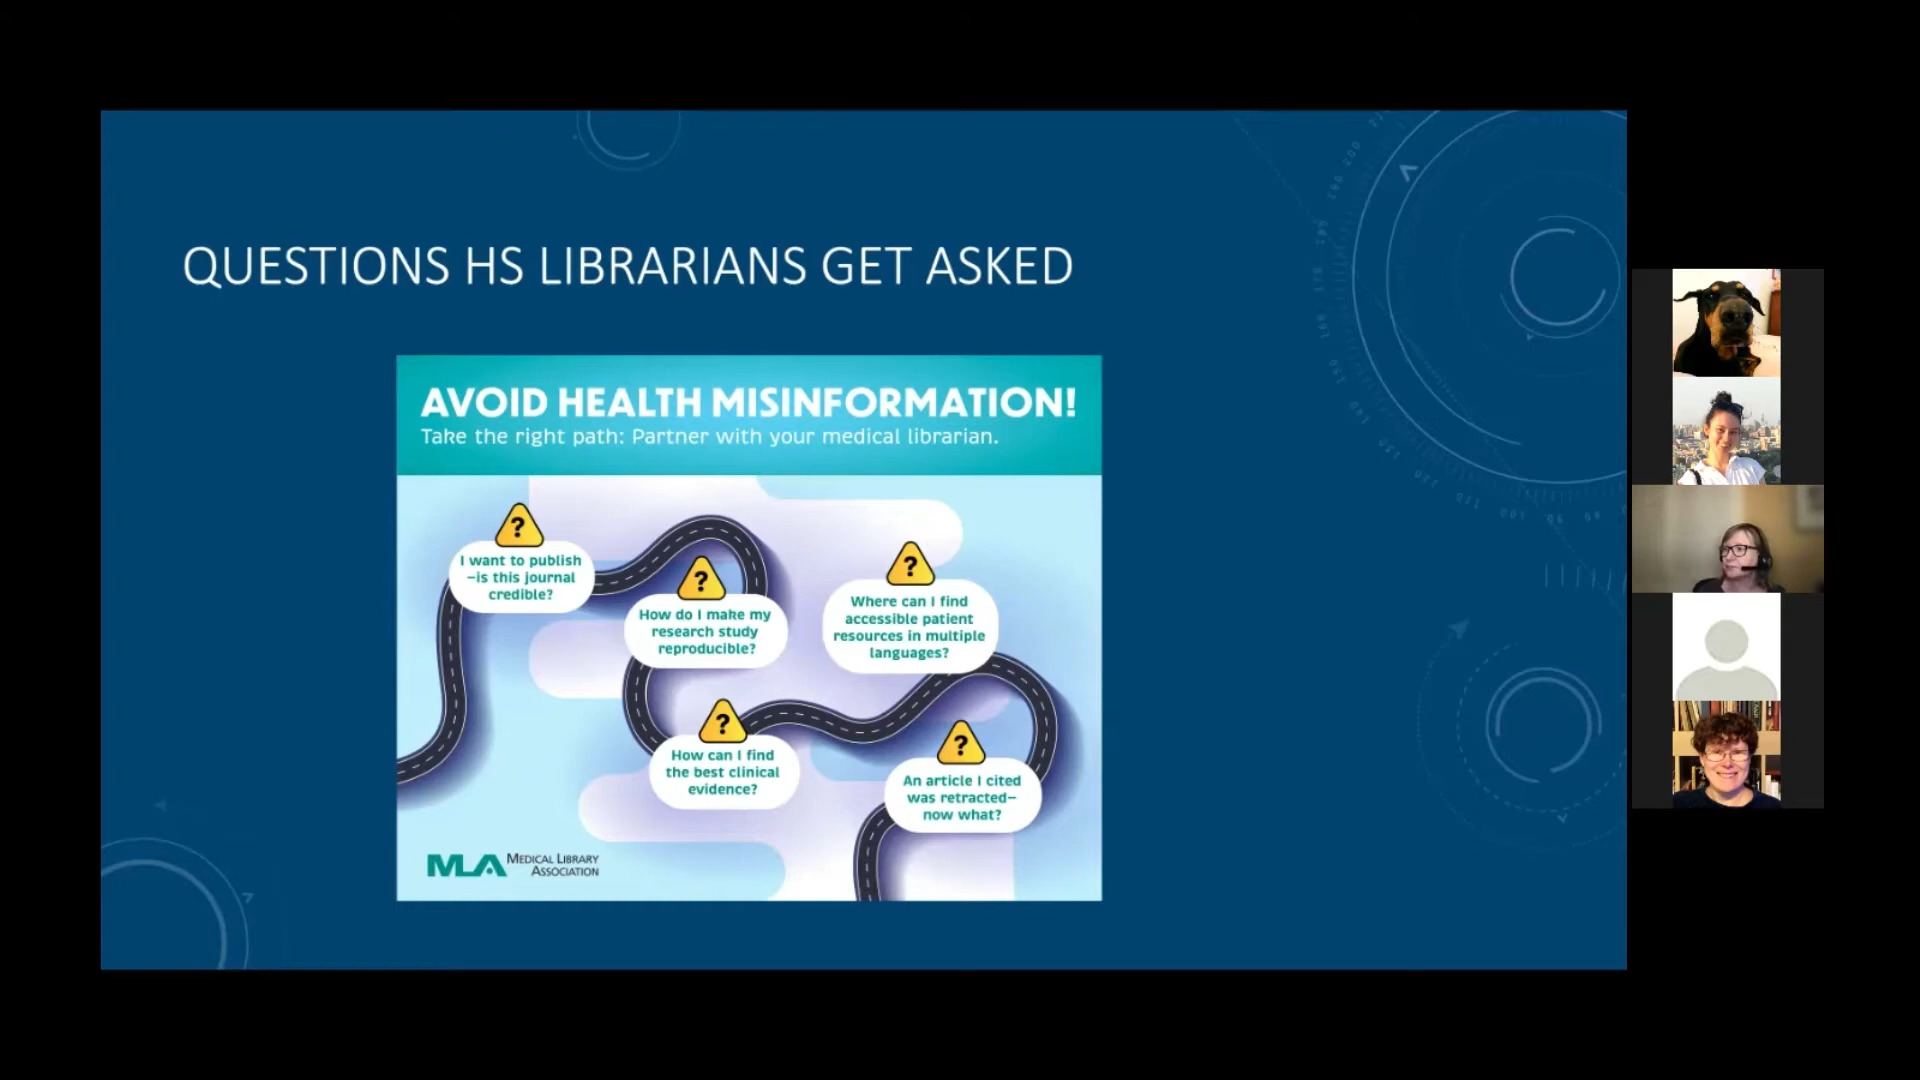 QUESTIONS HS LIBRARIANS GET ASKED
AVOID HEALTH MISINFORMATION!
Take the right path: Partner with your medical librarian.
?
I want to publish
–is this journal
credible?
?
How do I make my
research study
reproducible?
?
Where can I find
accessible patient
resources in multiple
languages?
?
How can I find
the best clinical
evidence?
?
An article I cited
was retracted–
now what?
MLA MEDICAL LIBRARY
ASSOCIATION